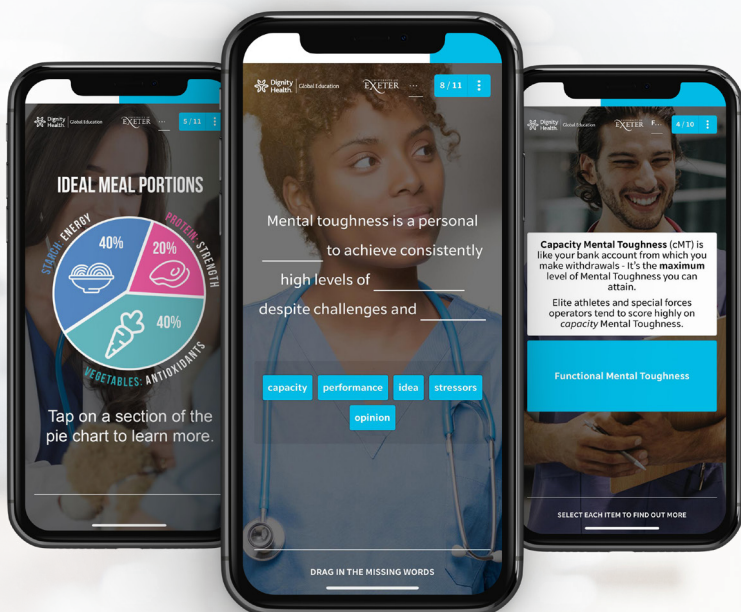 Dignity Health. Global Education
EXETER
5 / 11
IDEAL MEAL PORTIONS
STARCH: ENERGY
40%
PROTEIN: STRENGTH
20%
40%
VEGETABLES: ANTIOXIDANTS
Tap on a section of the
pie chart to learn more.
Dignity Health. Global Education
UNIVERSITY OF
EXETER ...
8 / 11
Mental toughness is a personal
________ to achieve consistently
high levels of ____________
despite challenges and ________
capacity performance idea stressors
opinion
DRAG IN THE MISSING WORDS
Dignity Health. Global Education
EXETER F...
4 / 10
Capacity Mental Toughness (cMT) is
like your bank account from which you
make withdrawals - It's the maximum
level of Mental Toughness you can
attain.
Elite athletes and special forces
operators tend to score highly on
capacity Mental Toughness.
Functional Mental Toughness
SELECT EACH ITEM TO FIND OUT MORE